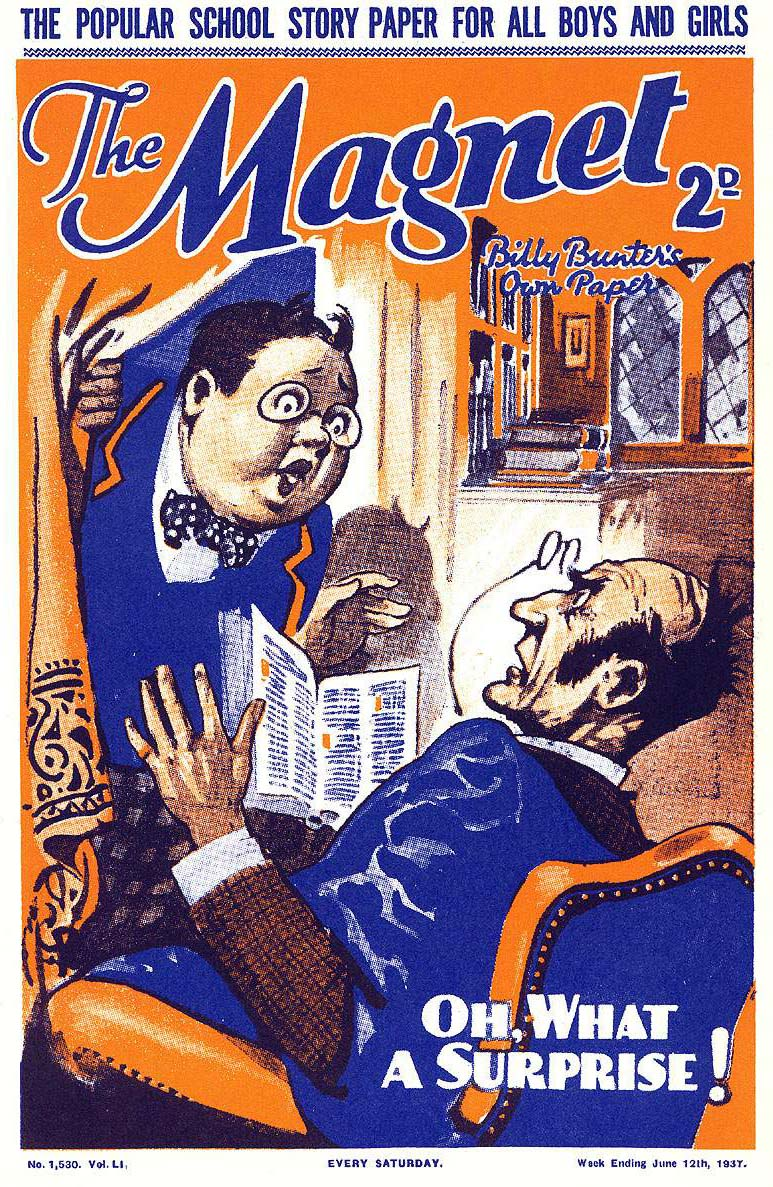 THE POPULAR SCHOOL STORY PAPER FOR ALL BOYS AND GIRLS
The Magnet 2D
Billy Bunter's
Own Paper
OH, WHAT
A SURPRISE!
No. 1,530. Vol. LI.
EVERY SATURDAY.
Week Ending June 12th, 1937.